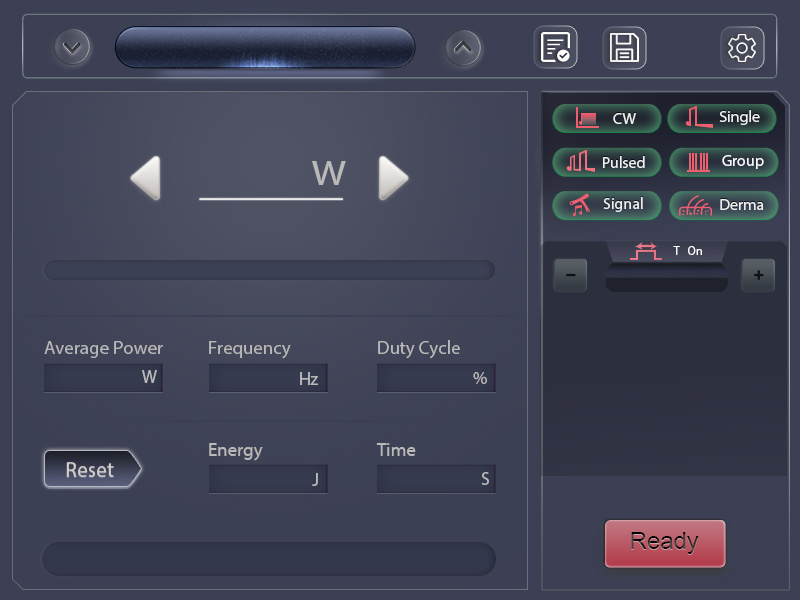 W
Average Power
Frequency
Duty Cycle
W
Hz
%
Reset
Energy
Time
J
S
CW
Single
Pulsed
Group
Signal
Derma
T On
-
+
Ready